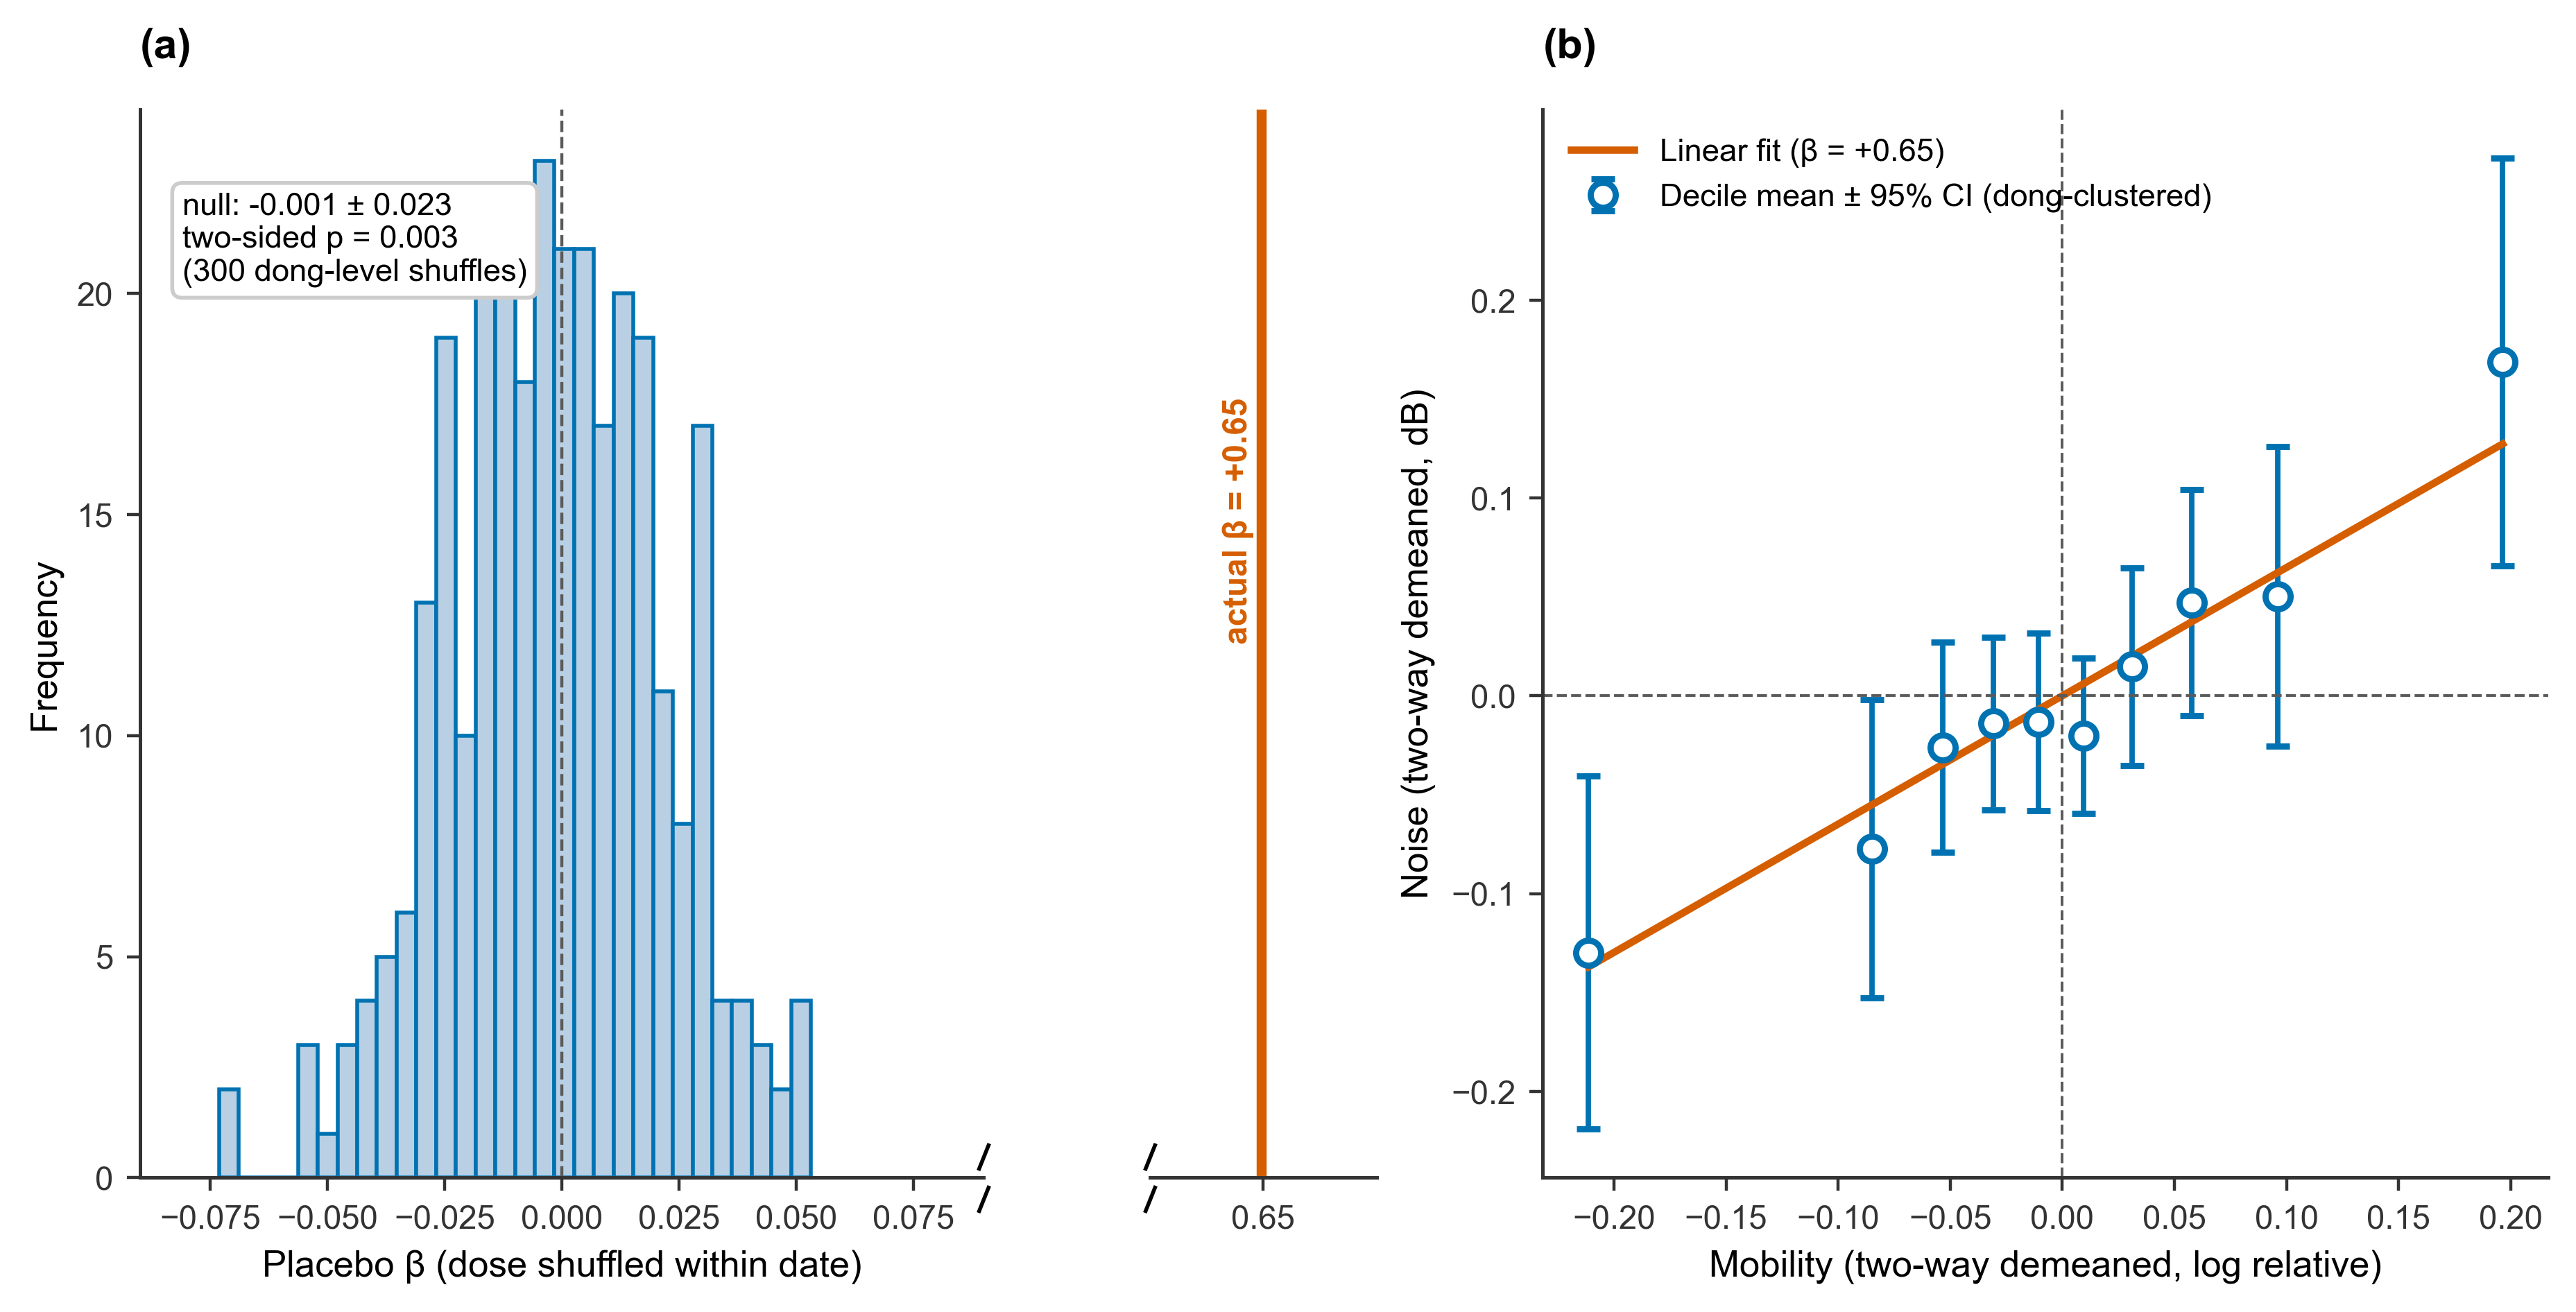 (a)
null: -0.001 ± 0.023
two-sided p = 0.003
(300 dong-level shuffles)
actual β = +0.65
Frequency
20
15
10
5
0
−0.075
−0.050
−0.025
0.000
0.025
0.050
0.075
0.65
Placebo β (dose shuffled within date)
(b)
Linear fit (β = +0.65)
Decile mean ± 95% CI (dong-clustered)
Noise (two-way demeaned, dB)
0.2
0.1
0.0
−0.1
−0.2
−0.20
−0.15
−0.10
−0.05
0.00
0.05
0.10
0.15
0.20
Mobility (two-way demeaned, log relative)